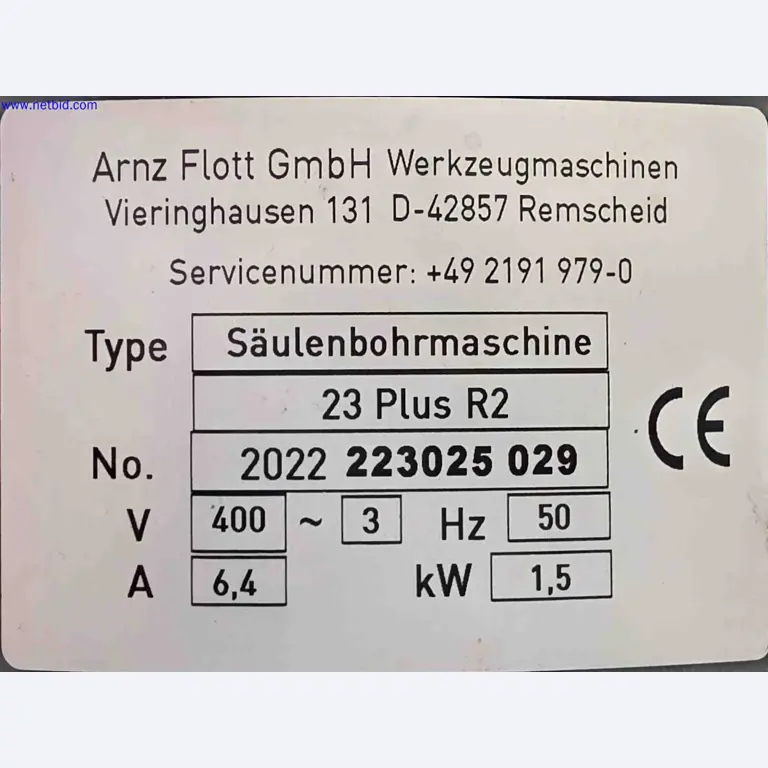 www.netbid.com
Arnz Flott GmbH Werkzeugmaschinen
Vieringhausen 131 D-42857 Remscheid
Servicenummer: +49 2191 979-0
Type Säulenbohrmaschine
23 Plus R2
No. 2022 223025 029
V 400 ~ 3 Hz 50
A 6,4 kW 1,5
CE